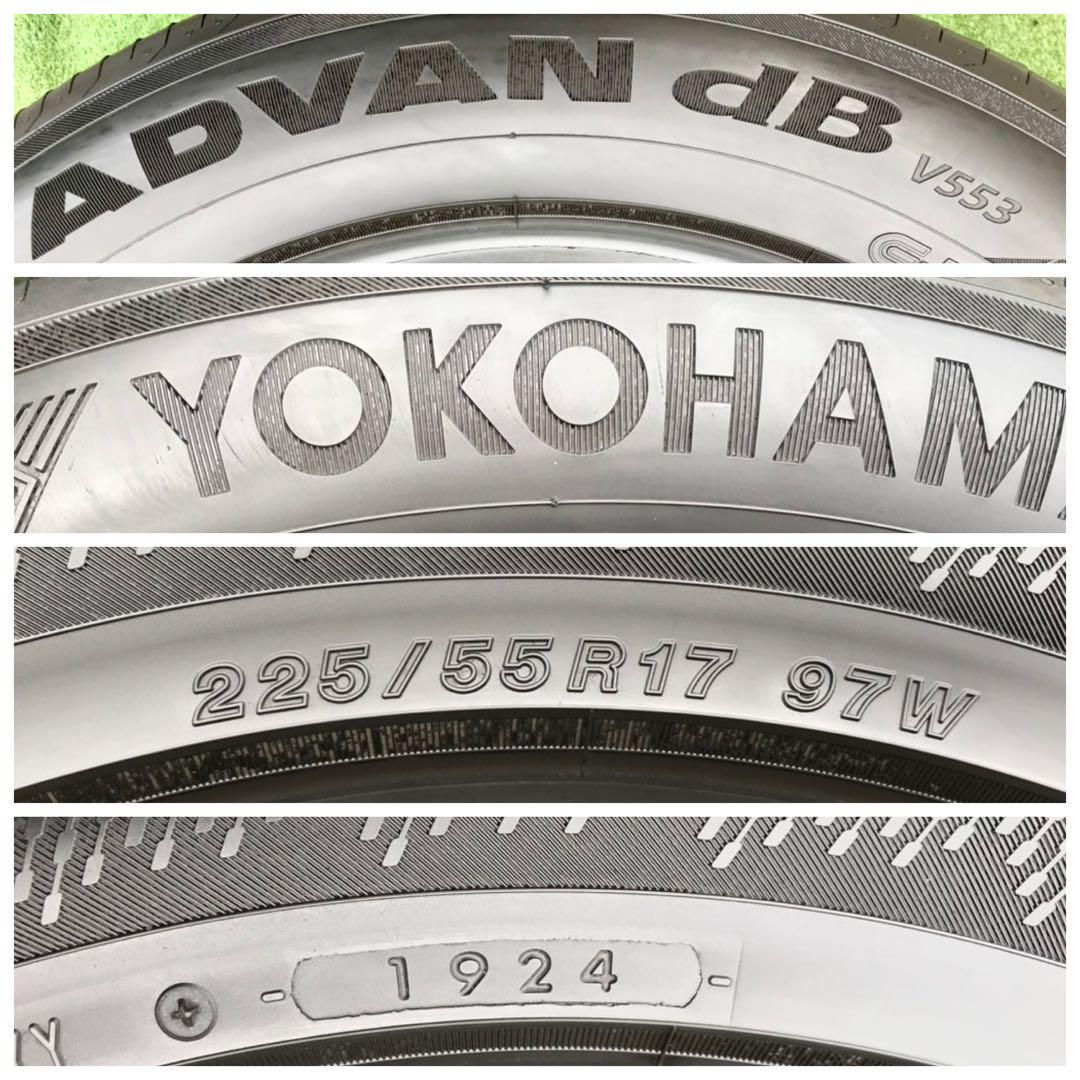 ADVAN dB
V553
YOKOHAM
225/55R17 97W
1924